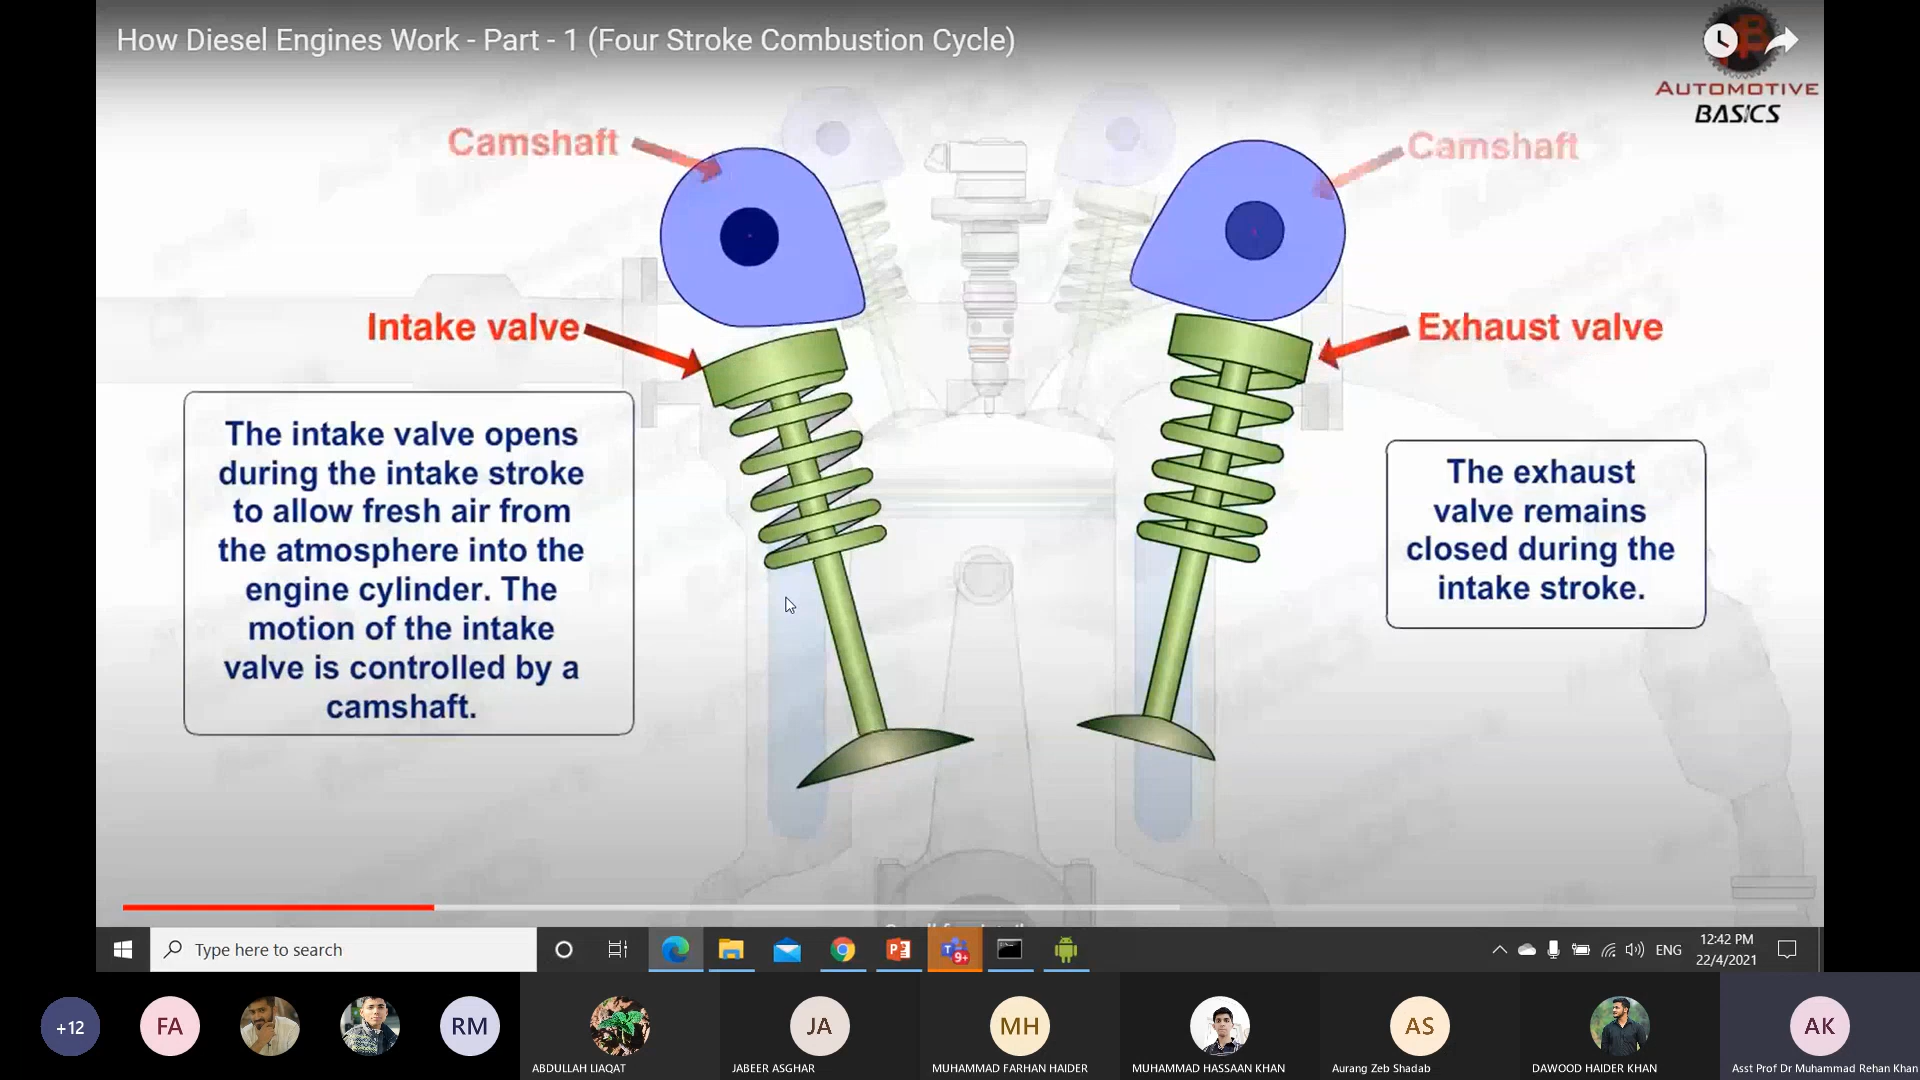 How Diesel Engines Work - Part - 1 (Four Stroke Combustion Cycle)
AUTOMOTIVE
BASICS
Camshaft
Camshaft
Intake valve
Exhaust valve
The intake valve opens
during the intake stroke
to allow fresh air from
the atmosphere into the
engine cylinder. The
motion of the intake
valve is controlled by a
camshaft.
The exhaust
valve remains
closed during the
intake stroke.
Type here to search
9+
ENG
12:42 PM
22/4/2021
+12
FA
RM
JA
MH
AS
AK
ABDULLAH LIAQAT
JABEER ASGHAR
MUHAMMAD FARHAN HAIDER
MUHAMMAD HASSAAN KHAN
Aurang Zeb Shadab
DAWOOD HAIDER KHAN
Asst Prof Dr Muhammad Rehan Khan